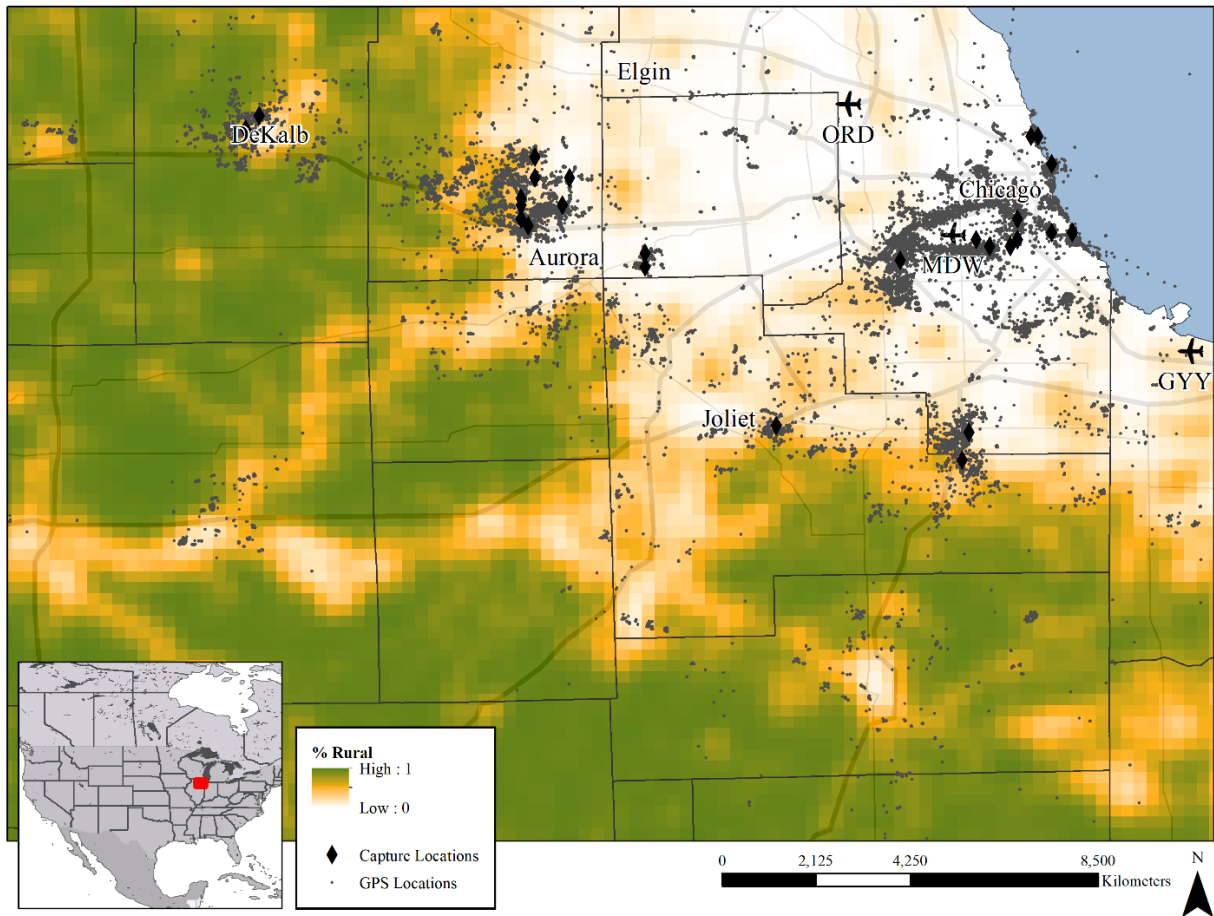 Elgin
ORD
DeKalb
Chicago
MDW
Aurora
GYY
Joliet
% Rural
High : 1
Low : 0
Capture Locations
GPS Locations
0 2,125 4,250 8,500
Kilometers
N